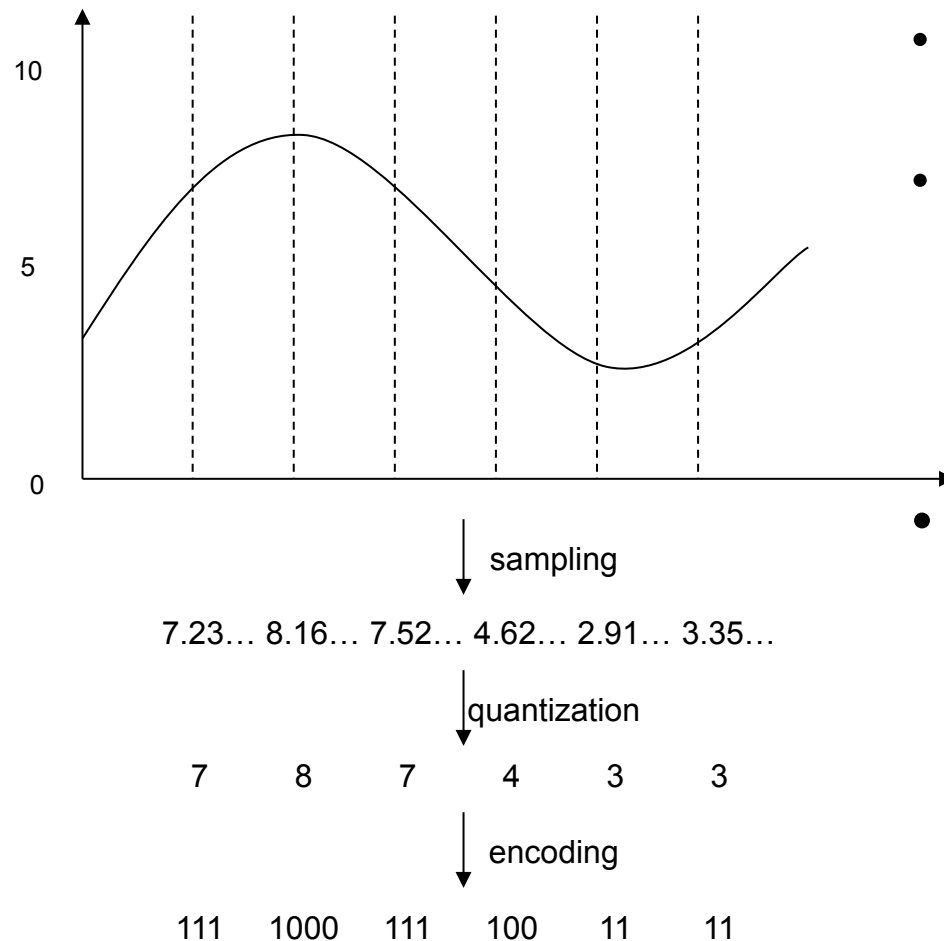 10
5
0
sampling
7.23… 8.16… 7.52… 4.62… 2.91… 3.35…
quantization
7 8 7 4 3 3
encoding
111 1000 111 100 11 11